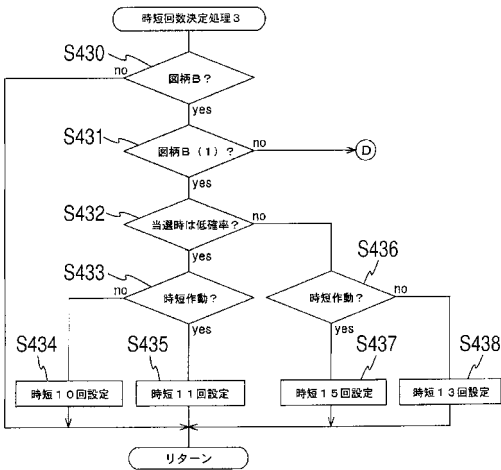 時短回数決定処理3
S430
no
図柄B？
yes
S431
図柄B（1）？
no
D
yes
S432
当選時は低確率？
no
yes
S433
no
時短作動？
yes
S436
時短作動？
no
yes
S434
時短10回設定
S435
時短11回設定
S437
時短15回設定
S438
時短13回設定
リターン